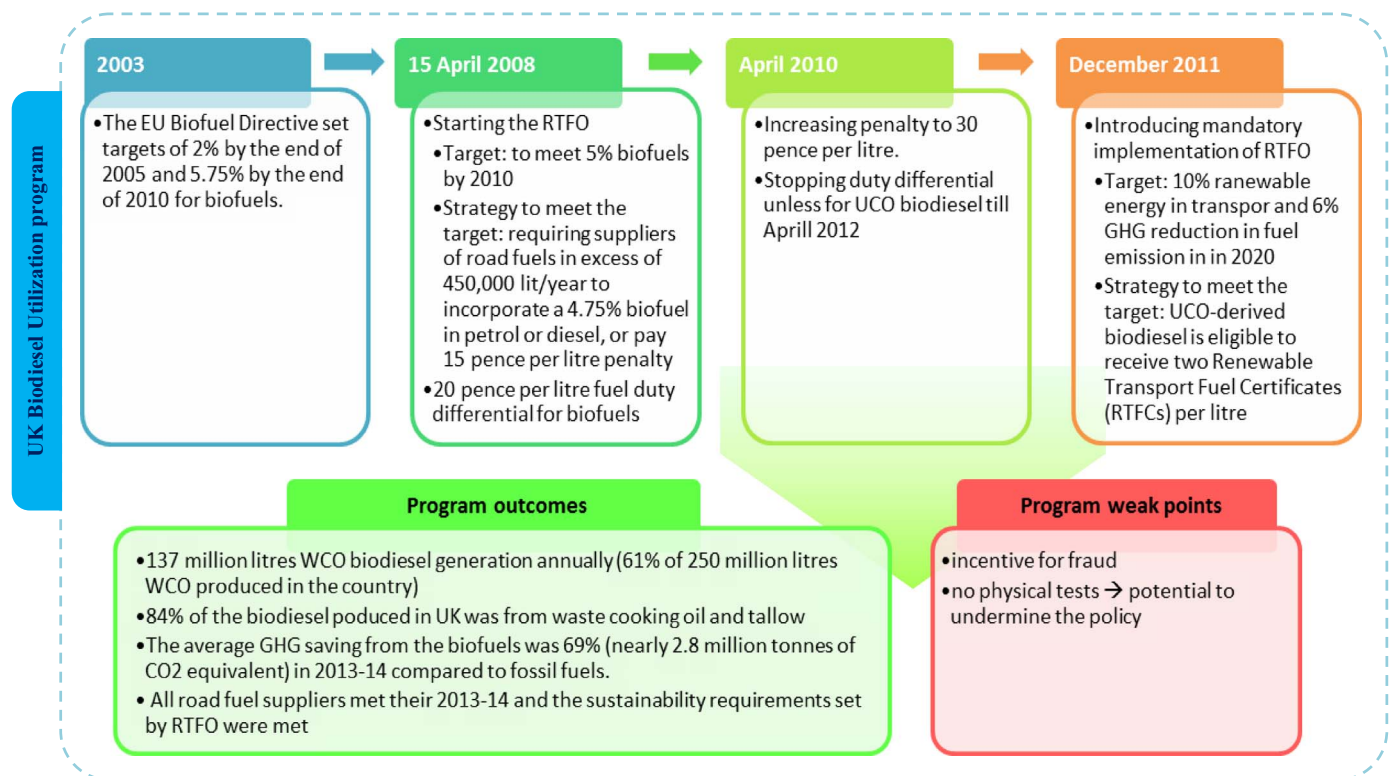 UK Biodiesel Utilization program
2003
•The EU Biofuel Directive set
targets of 2% by the end of
2005 and 5.75% by the end
of 2010 for biofuels.
15 April 2008
•Starting the RTFO
•Target: to meet 5% biofuels
by 2010
•Strategy to meet the
target: requiring suppliers
of road fuels in excess of
450,000 lit/year to
incorporate a 4.75% biofuel
in petrol or diesel, or pay
15 pence per litre penalty
•20 pence per litre fuel duty
differential for biofuels
April 2010
•Increasing penalty to 30
pence per litre.
•Stopping duty differential
unless for UCO biodiesel till
Aprill 2012
December 2011
•Introducing mandatory
implementation of RTFO
•Target: 10% ranewable
energy in transpor and 6%
GHG reduction in fuel
emission in in 2020
•Strategy to meet the
target: UCO-derived
biodiesel is eligible to
receive two Renewable
Transport Fuel Certificates
(RTFCs) per litre
Program outcomes
•137 million litres WCO biodiesel generation annually (61% of 250 million litres
WCO produced in the country)
•84% of the biodiesel poduced in UK was from waste cooking oil and tallow
•The average GHG saving from the biofuels was 69% (nearly 2.8 million tonnes of
CO2 equivalent) in 2013-14 compared to fossil fuels.
• All road fuel suppliers met their 2013-14 and the sustainability requirements set
by RTFO were met
Program weak points
•incentive for fraud
•no physical tests → potential to
undermine the policy